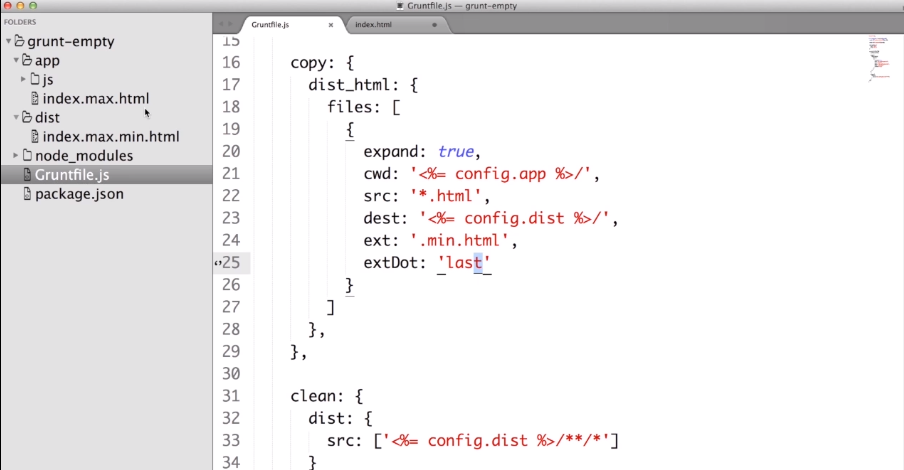 Gruntfile.js — grunt-empty
FOLDERS
grunt-empty
app
js
index.max.html
dist
index.max.min.html
node_modules
Gruntfile.js
package.json
Gruntfile.js × index.html
15
16 copy: {
17 dist_html: {
18 files: [
19 {
20 expand: true,
21 cwd: '<%= config.app %>/',
22 src: '*.html',
23 dest: '<%= config.dist %>/',
24 ext: '.min.html',
25 extDot: 'last'
26 }
27 ]
28 },
29 },
30
31 clean: {
32 dist: {
33 src: ['<%= config.dist %>/**/*']
34 }